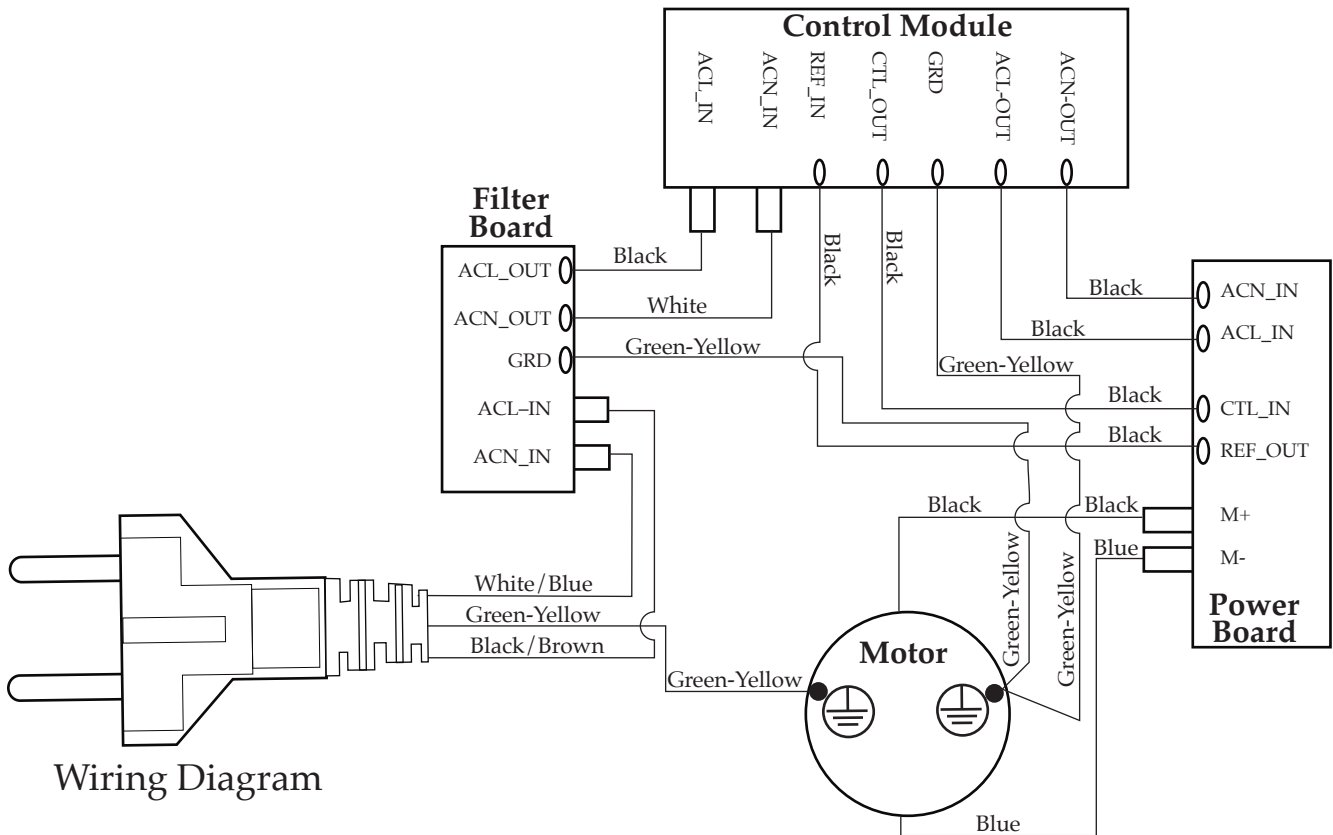 Control Module
ACL_IN
ACN_IN
REF_IN
CTL_OUT
GRD
ACL-OUT
ACN-OUT
Filter
Board
ACL_OUT
ACN_OUT
GRD
ACL–IN
ACN_IN
Black
White
Green-Yellow
Black
Black
Green-Yellow
Black
Black
Black
Black
ACN_IN
ACL_IN
CTL_IN
REF_OUT
M+
M-
Power
Board
Black
Black
Blue
White/Blue
Green-Yellow
Black/Brown
Green-Yellow
Green-Yellow
Green-Yellow
Motor
Blue
Wiring Diagram